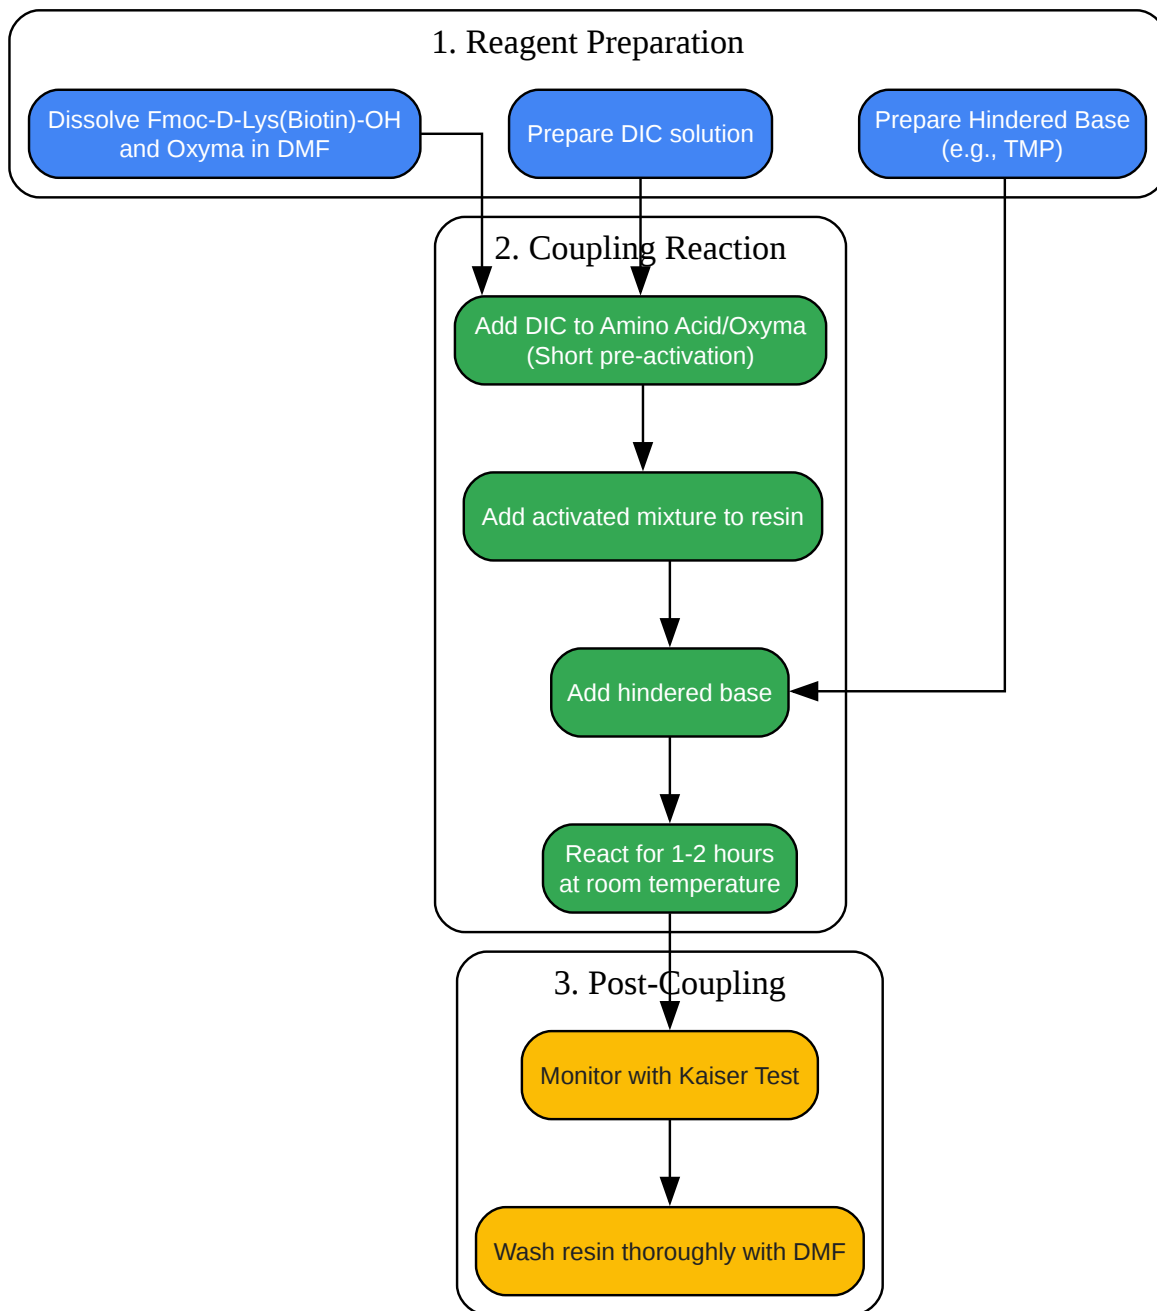 1. Reagent Preparation
Dissolve Fmoc-D-Lys(Biotin)-OH
and Oxyma in DMF
Prepare DIC solution
Prepare Hindered Base
(e.g., TMP)
2. Coupling Reaction
Add DIC to Amino Acid/Oxyma
(Short pre-activation)
Add activated mixture to resin
Add hindered base
React for 1-2 hours
at room temperature
3. Post-Coupling
Monitor with Kaiser Test
Wash resin thoroughly with DMF